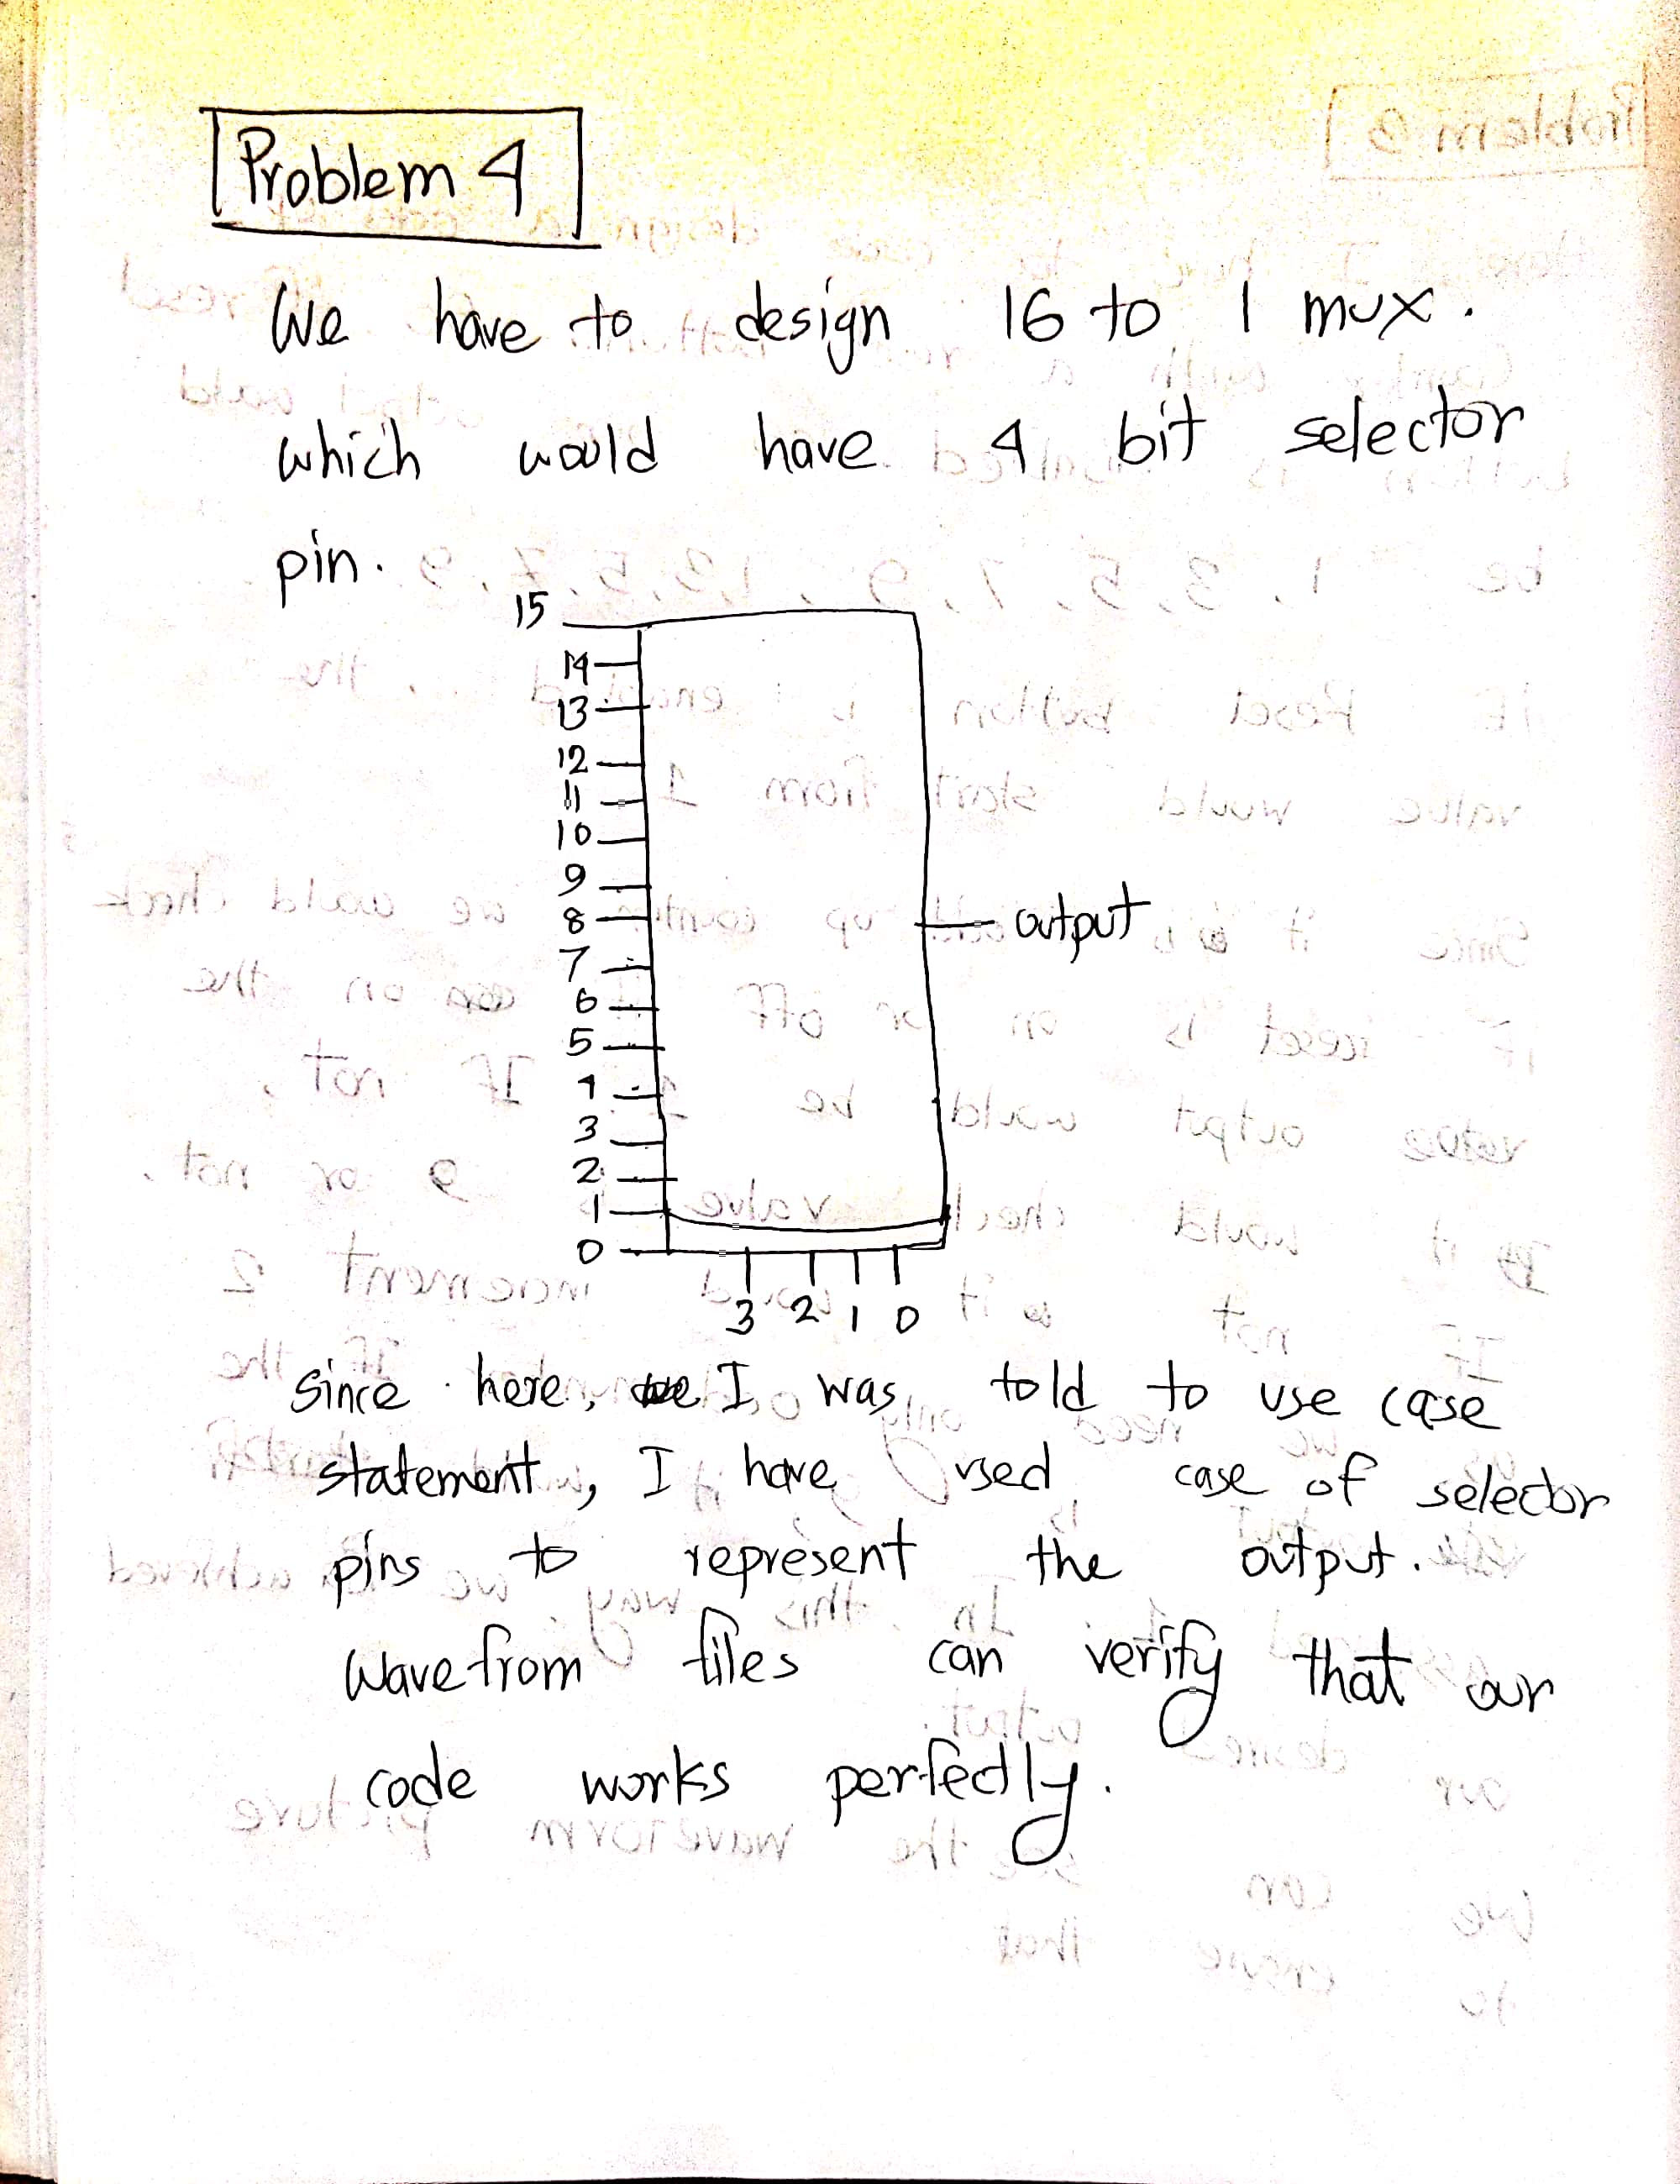 Problem 4
We have to design 16 to 1 mux.
which would have 4 bit selector
pin.
15
14
13
12
11
10
9
8
output
7
6
5
4
3
2
1
0
3 2 1 0
since here, I was told to use case
statement, I have used case of selector
pins to represent the output.
Wavefrom files can verify that our
code works perfectly.